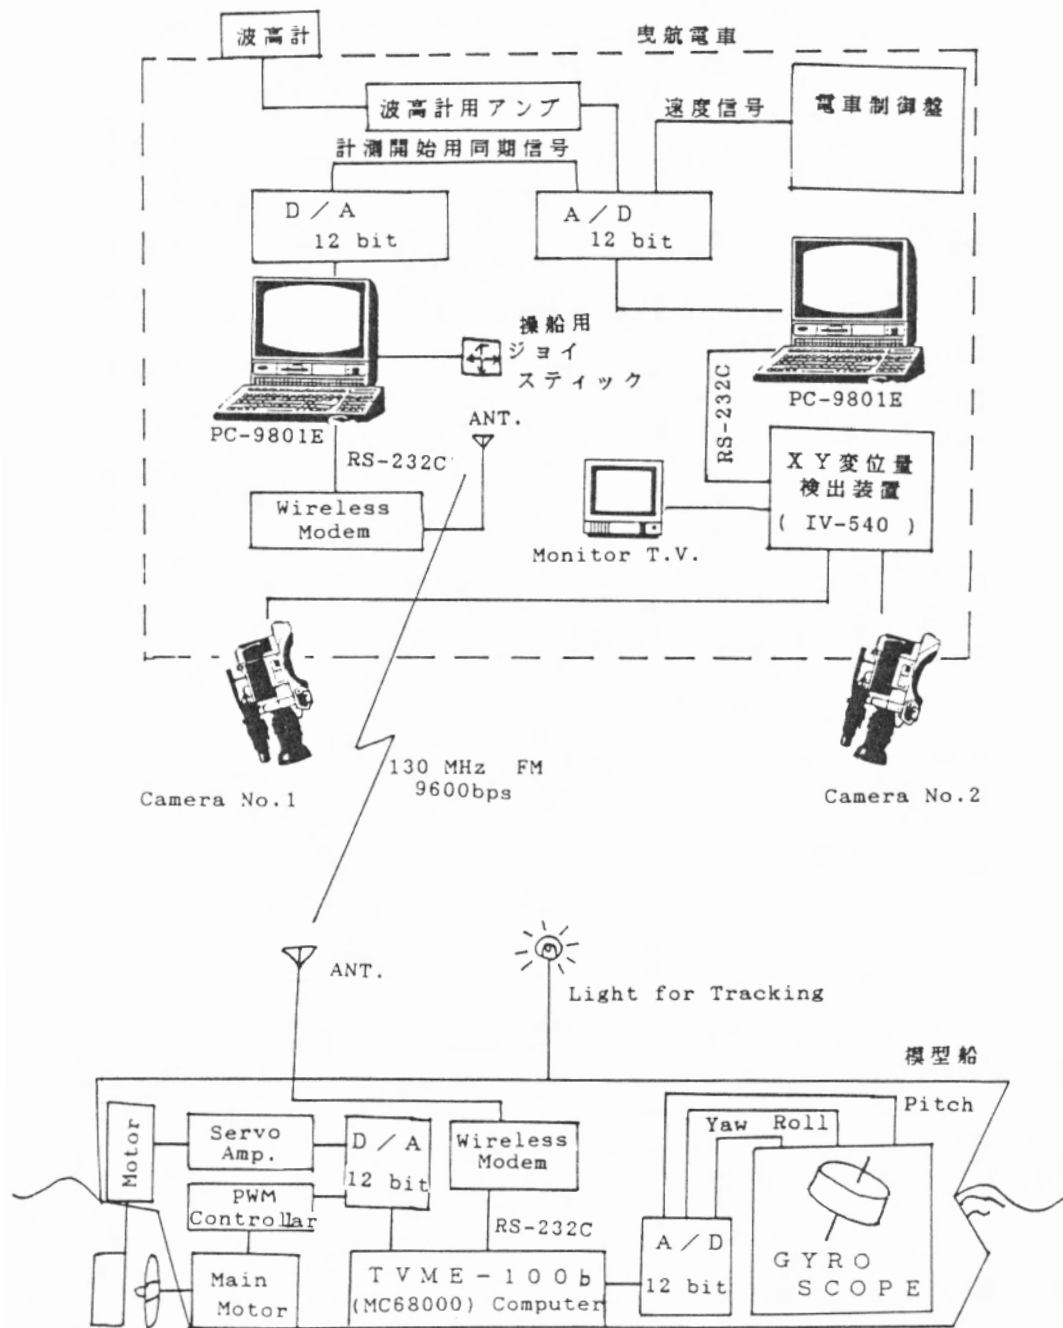 波高計
曳航電車
波高計用アンプ
速度信号
電車制御盤
計測開始用同期信号
D/A
12 bit
A/D
12 bit
操船用
ジョイ
スティック
PC-9801E
PC-9801E
RS-232C
ANT.
RS-232C
Wireless
Modem
XY変位量
検出装置
( IV-540 )
Monitor T.V.
Camera No.1
130 MHz FM
9600bps
Camera No.2
ANT.
Light for Tracking
模型船
Pitch
Yaw Roll
Motor
Servo
Amp.
D/A
12 bit
Wireless
Modem
PWM
Controllar
RS-232C
A/D
12 bit
GYRO
SCOPE
Main
Motor
TVME-100b
(MC68000) Computer